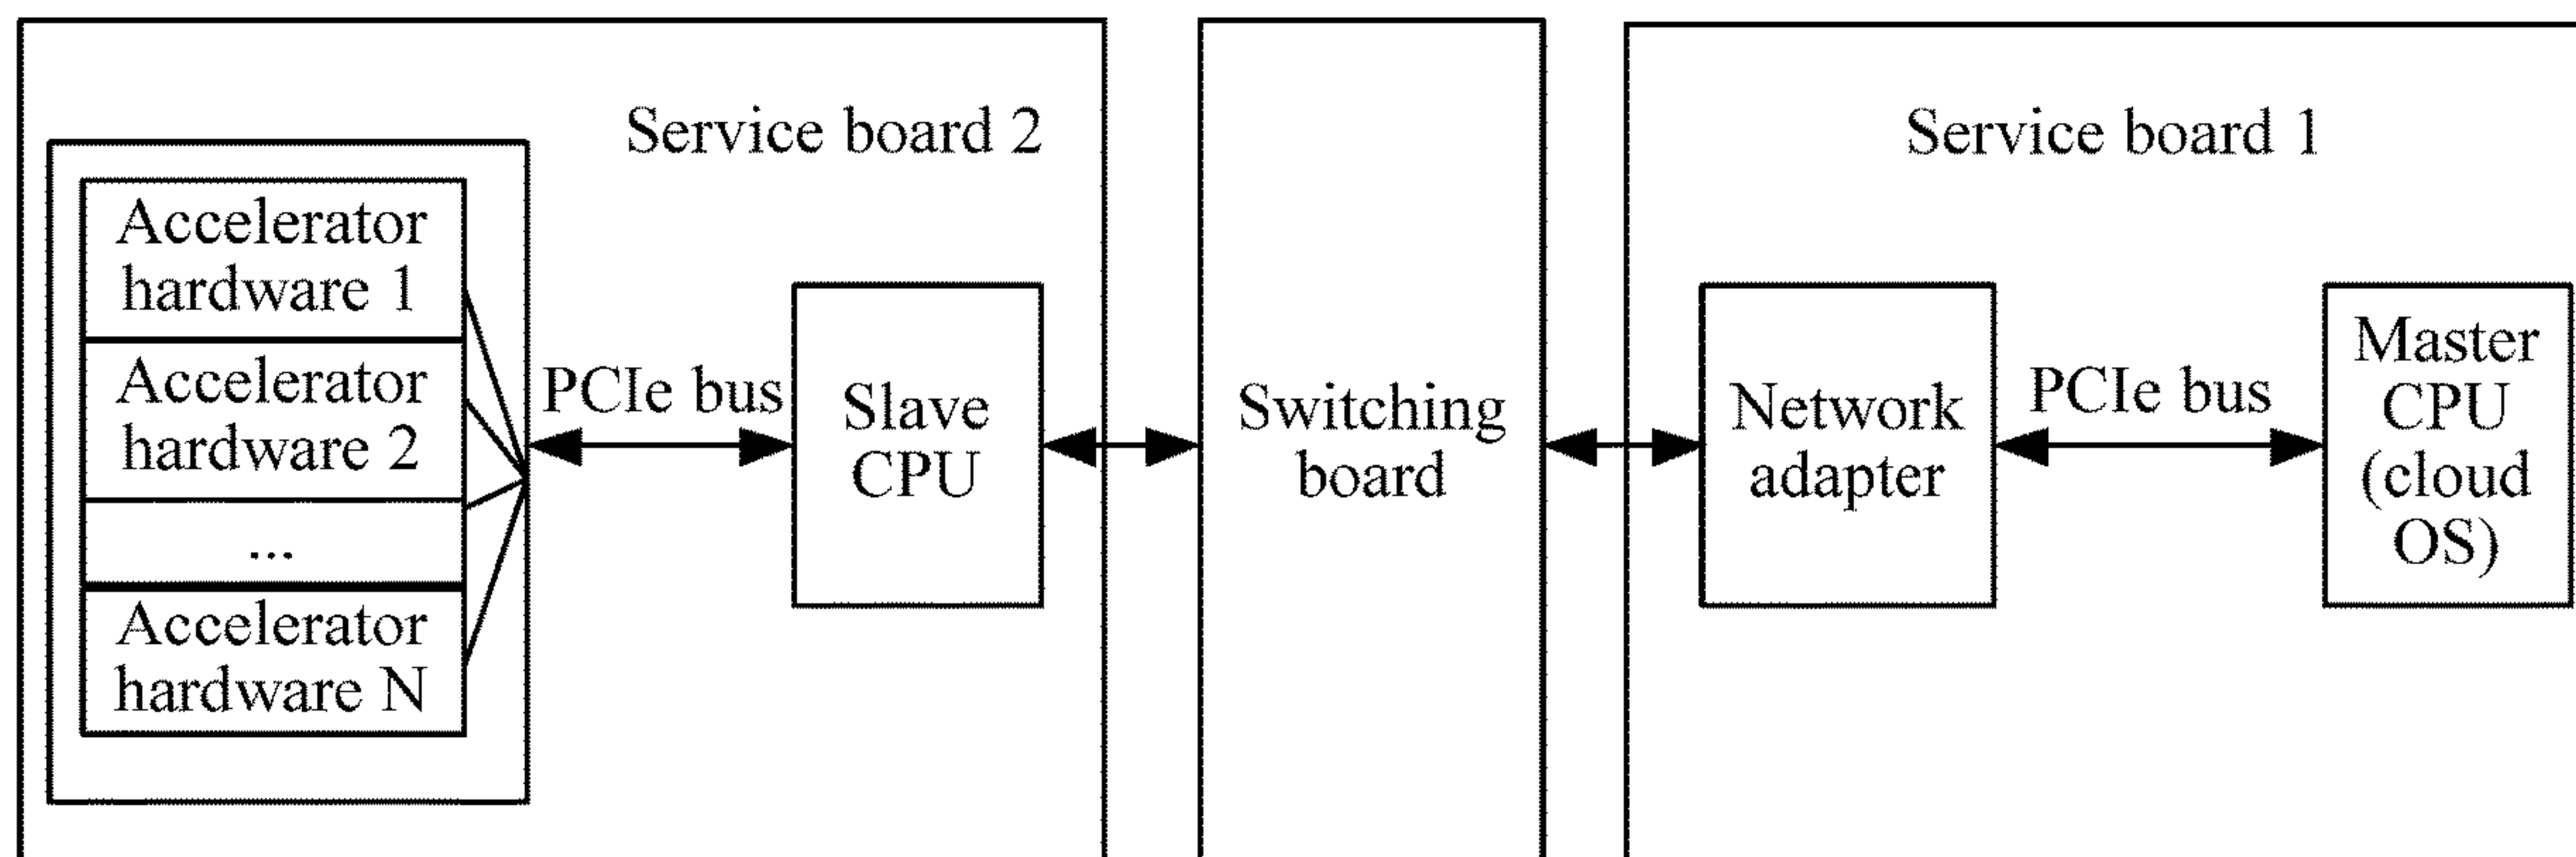 Service board 2
Accelerator
hardware 1
Accelerator
hardware 2
...
Accelerator
hardware N
PCIe bus
Slave
CPU
Switching
board
Service board 1
Network
adapter
PCIe bus
Master
CPU
(cloud
OS)